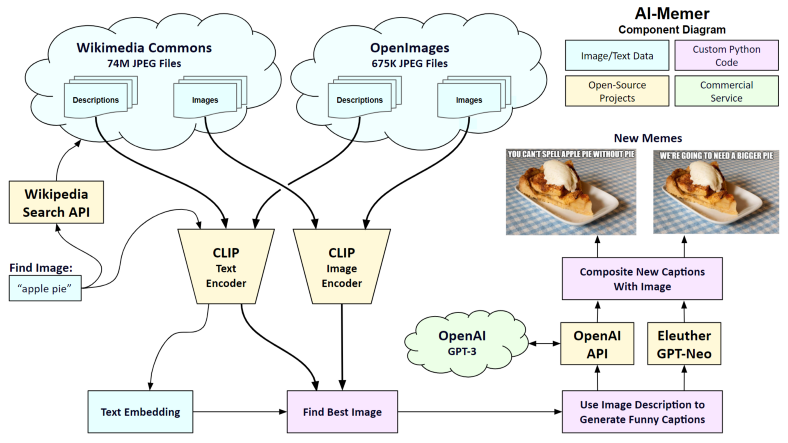 AI-Memer
Component Diagram
Image/Text Data
Custom Python
Code
Open-Source
Projects
Commercial
Service
Wikimedia Commons
74M JPEG Files
Descriptions
Images
OpenImages
675K JPEG Files
Descriptions
Images
New Memes
YOU CAN'T SPELL APPLE PIE WITHOUT PIE
WE'RE GOING TO NEED A BIGGER PIE
Wikipedia
Search API
Find Image:
"apple pie"
CLIP
Text
Encoder
CLIP
Image
Encoder
Composite New Captions
With Image
OpenAI
GPT-3
OpenAI
API
Eleuther
GPT-Neo
Text Embedding
Find Best Image
Use Image Description to
Generate Funny Captions